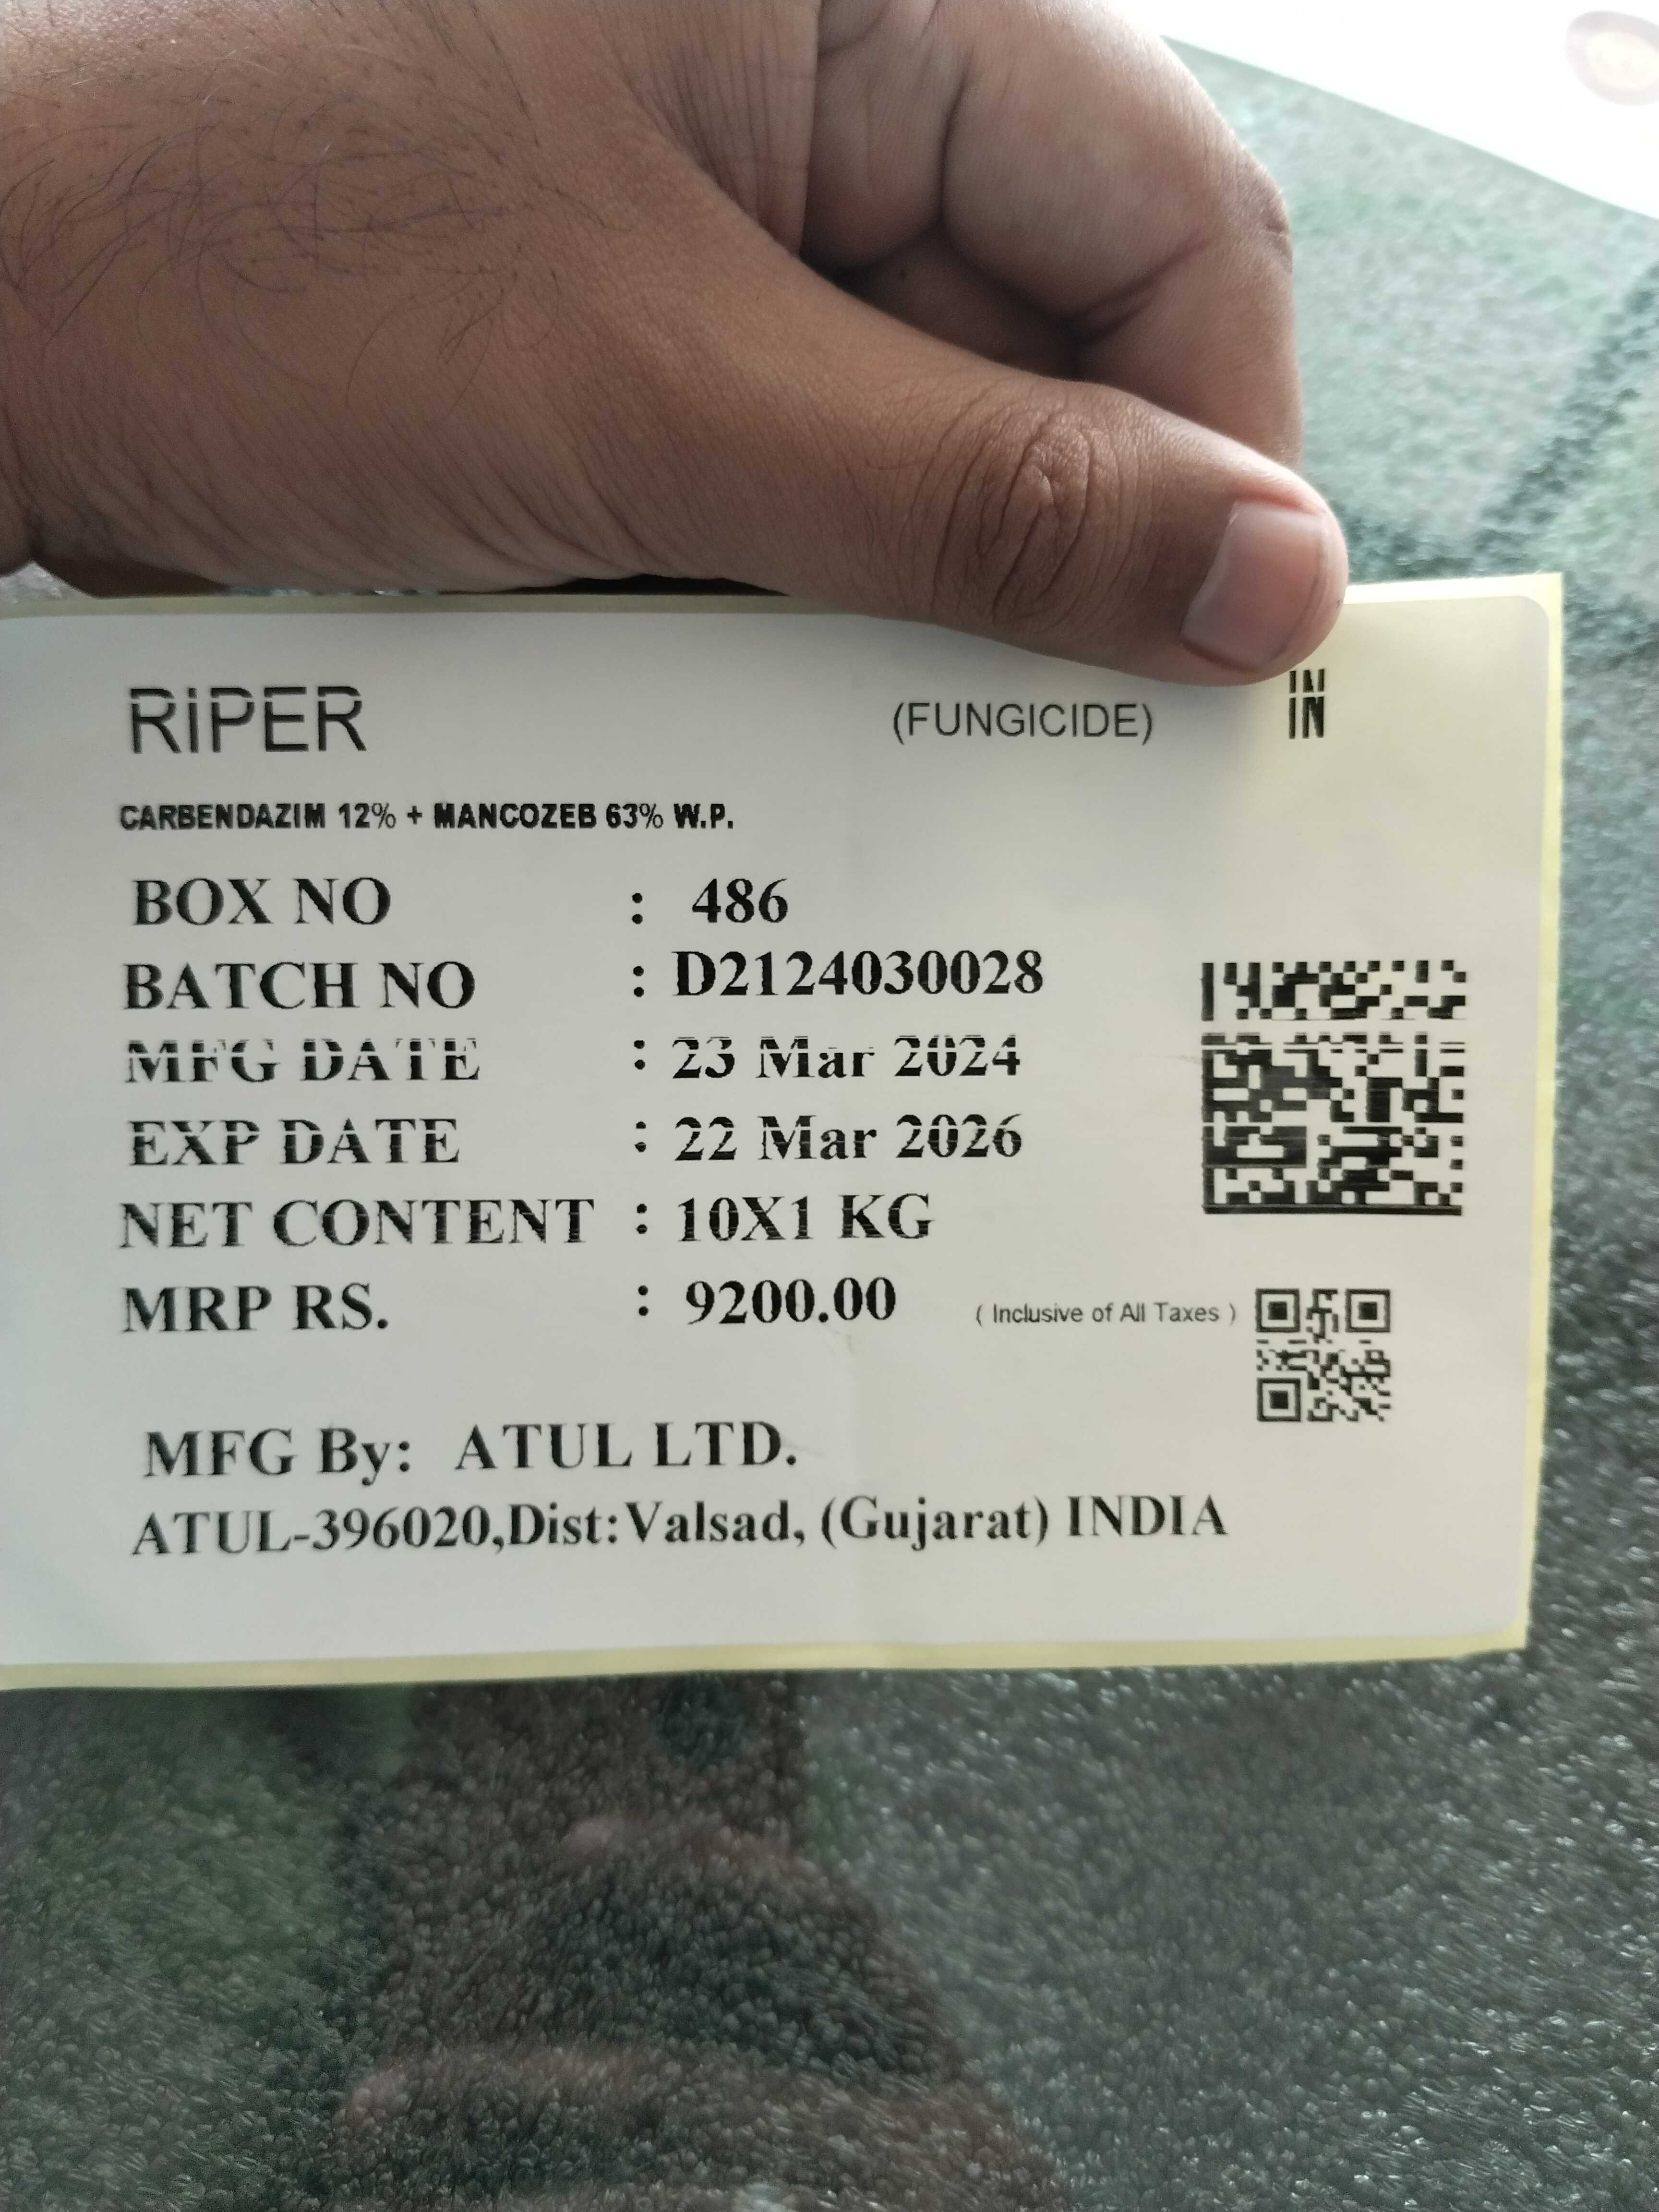 RiPER (FUNGICIDE) IN
CARBENDAZIM 12% + MANCOZEB 63% W.P.
BOX NO : 486
BATCH NO : D2124030028
MFG DATE : 23 Mar 2024
EXP DATE : 22 Mar 2026
NET CONTENT : 10X1 KG
MRP RS. : 9200.00 ( Inclusive of All Taxes )
MFG By: ATUL LTD.
ATUL-396020,Dist:Valsad, (Gujarat) INDIA